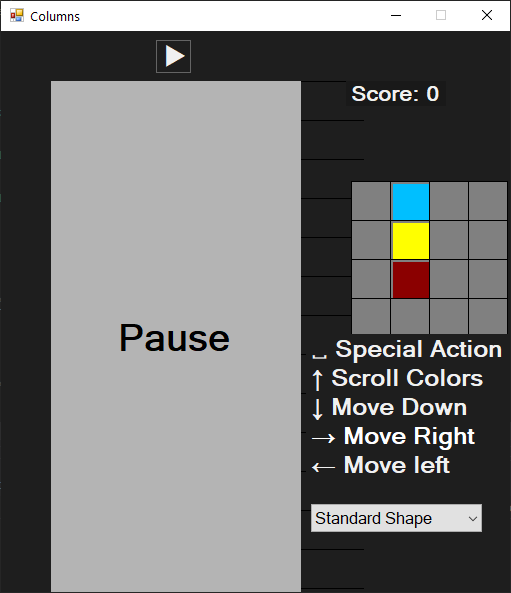 Columns
Score: 0
Pause
⎵ Special Action
↑ Scroll Colors
↓ Move Down
→ Move Right
← Move left
Standard Shape